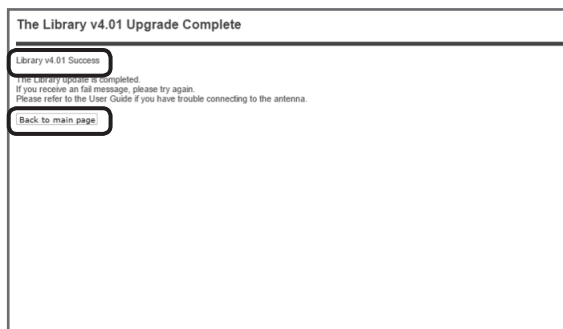 The Library v4.01 Upgrade Complete
Library v4.01 Success
The Library update is completed.
If you receive an fail message, please try again.
Please refer to the User Guide if you have trouble connecting to the antenna.
Back to main page